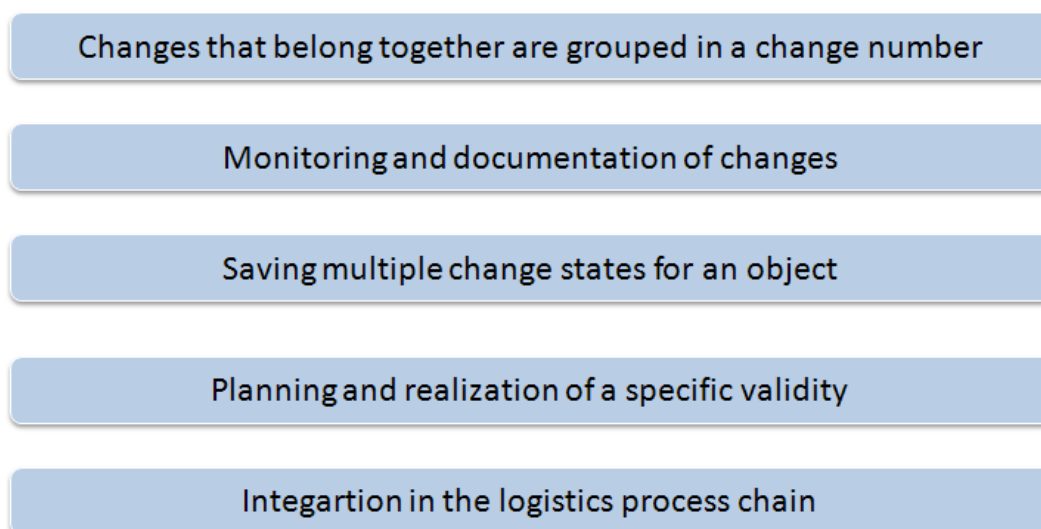 Changes that belong together are grouped in a change number
Monitoring and documentation of changes
Saving multiple change states for an object
Planning and realization of a specific validity
Integartion in the logistics process chain